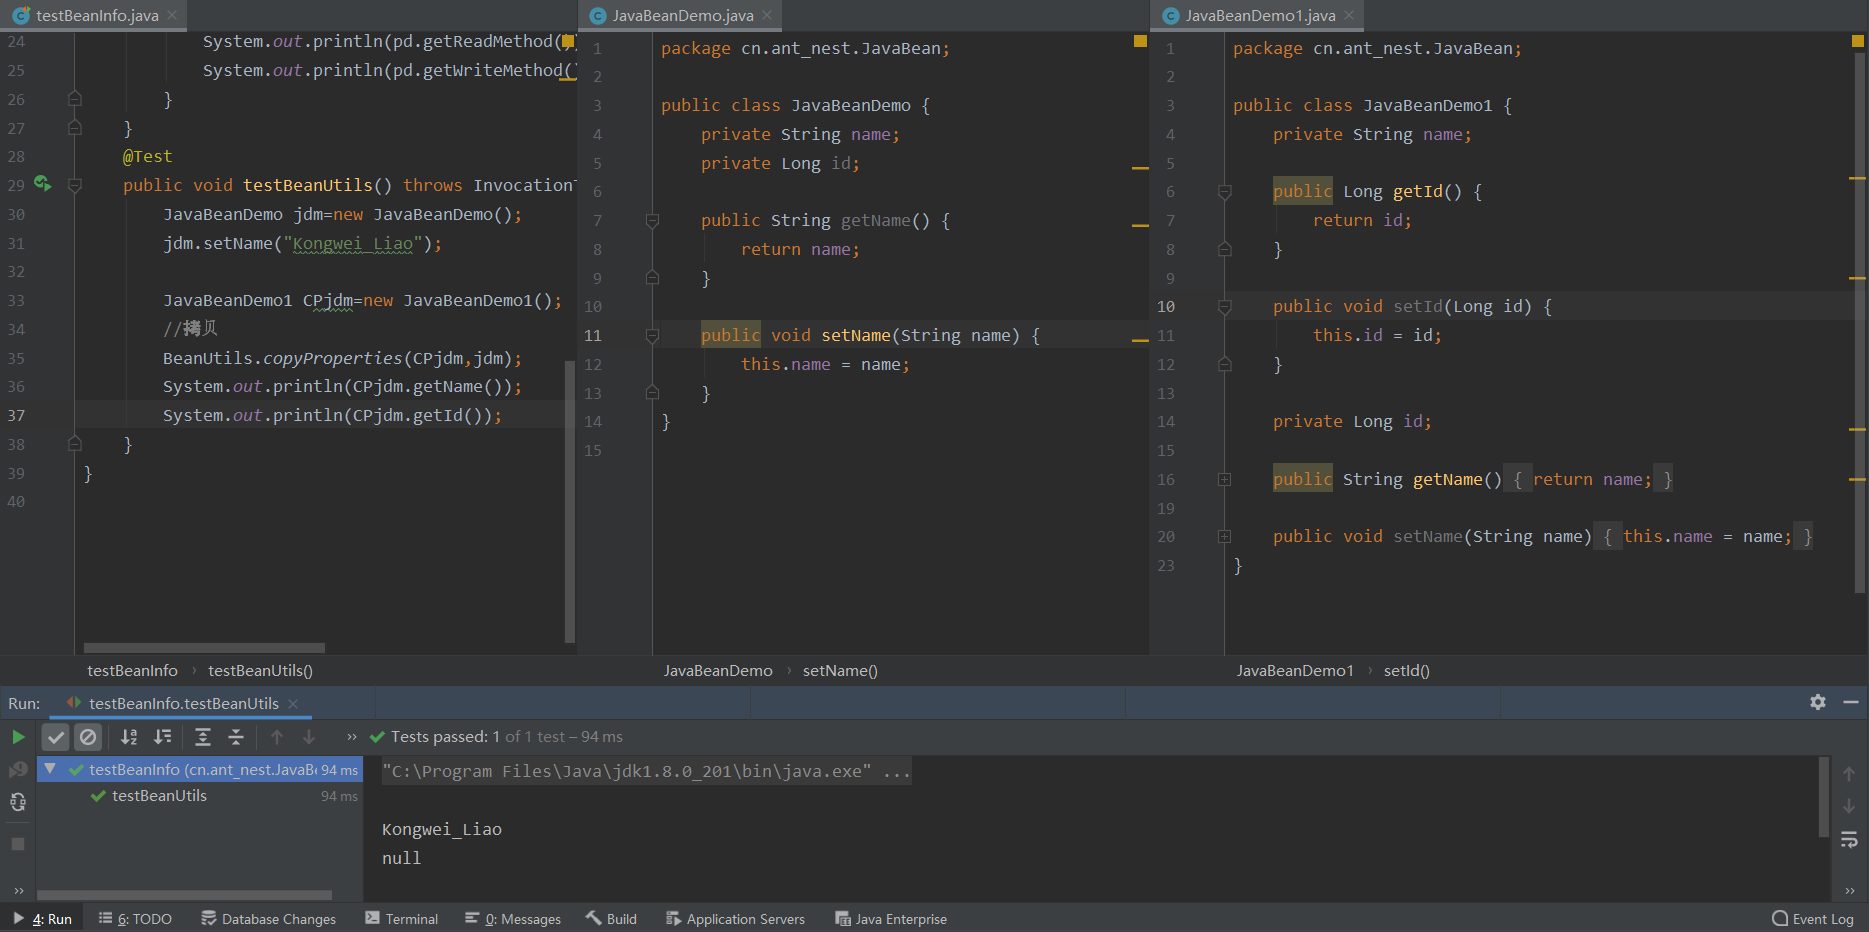 testBeanInfo.java
24 System.out.println(pd.getReadMethod())
25 System.out.println(pd.getWriteMethod()
26 }
27 }
28 @Test
29 public void testBeanUtils() throws InvocationT
30 JavaBeanDemo jdm=new JavaBeanDemo();
31 jdm.setName("Kongwei_Liao");
32
33 JavaBeanDemo1 CPjdm=new JavaBeanDemo1();
34 //拷贝
35 BeanUtils.copyProperties(CPjdm,jdm);
36 System.out.println(CPjdm.getName());
37 System.out.println(CPjdm.getId());
38 }
39 }
40
testBeanInfo › testBeanUtils()
JavaBeanDemo.java
1 package cn.ant_nest.JavaBean;
2
3 public class JavaBeanDemo {
4 private String name;
5 private Long id;
6
7 public String getName() {
8 return name;
9 }
10
11 public void setName(String name) {
12 this.name = name;
13 }
14 }
15
JavaBeanDemo › setName()
JavaBeanDemo1.java
1 package cn.ant_nest.JavaBean;
2
3 public class JavaBeanDemo1 {
4 private String name;
5
6 public Long getId() {
7 return id;
8 }
9
10 public void setId(Long id) {
11 this.id = id;
12 }
13
14 private Long id;
15
16 public String getName() { return name; }
19
20 public void setName(String name) { this.name = name; }
23 }
JavaBeanDemo1 › setId()
Run: testBeanInfo.testBeanUtils
» Tests passed: 1 of 1 test – 94 ms
testBeanInfo (cn.ant_nest.JavaBe 94 ms
testBeanUtils 94 ms
"C:\Program Files\Java\jdk1.8.0_201\bin\java.exe" ...
Kongwei_Liao
null
4: Run 6: TODO Database Changes Terminal 0: Messages Build Application Servers Java Enterprise Event Log